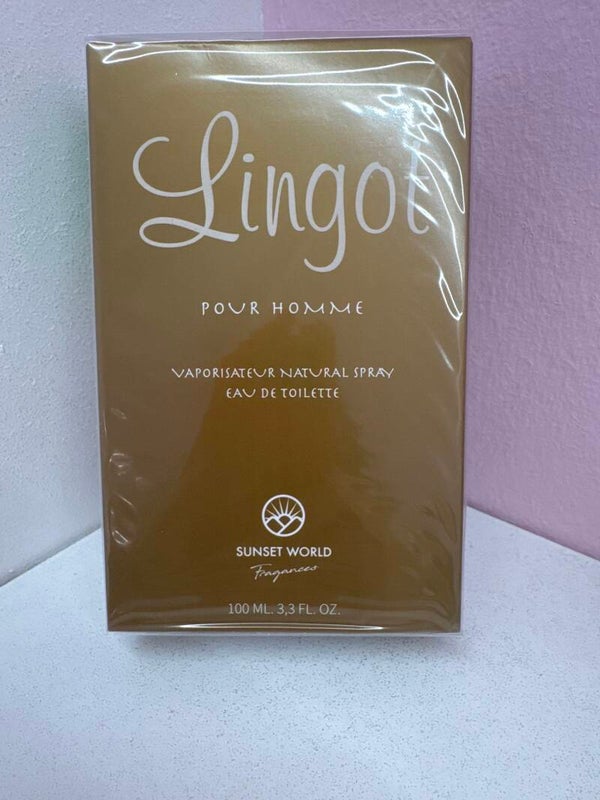 Lingot
POUR HOMME
VAPORISATEUR NATURAL SPRAY
EAU DE TOILETTE
SUNSET WORLD
Fragances
100 ML. 3,3 FL. OZ.